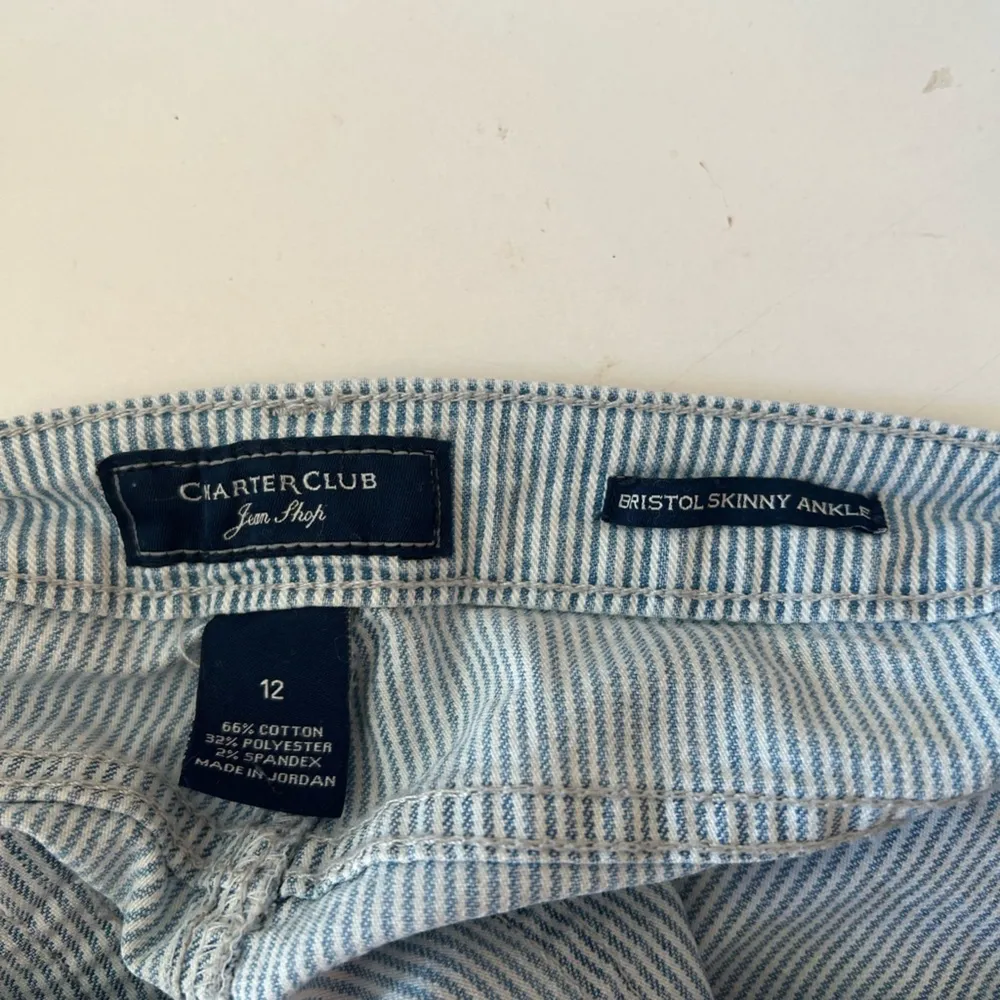 CHARTER CLUB
Jean Shop
BRISTOL SKINNY ANKLE
12
66% COTTON
32% POLYESTER
2% SPANDEX
MADE IN JORDAN